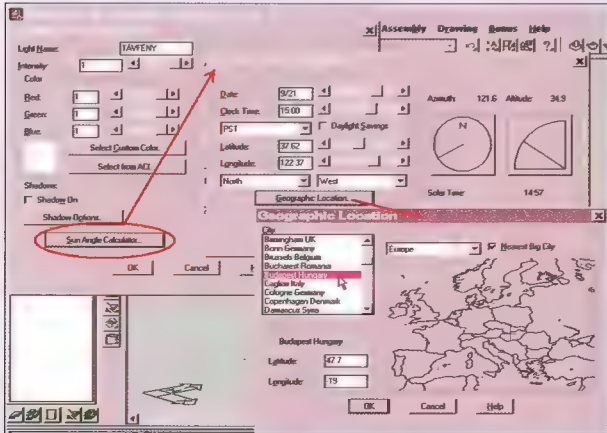 Assembly Drawing Bonus Help
Light Name: TÁVFÉNY
Intensity: 1
Color
Red: 1
Green: 1
Blue: 1
Select Custom Color..
Select from ACI..
Shadows:
Shadow On
Shadow Options..
Sun Angle Calculator...
OK Cancel
Date: 9/21
Clock Time: 15:00
PST Daylight Savings
Latitude: 37.62
Longitude: 122.37
North West
Geographic Location..
Azimuth: 121.6 Altitude: 34.9
N
Solar Time: 14:57
Geographic Location
City
Birmingham UK
Bonn Germany
Brussels Belgium
Bucharest Romania
Budapest Hungary
Cagliari Italy
Cologne Germany
Copenhagen Denmark
Damascus Syria
Europe Nearest Big City
Budapest Hungary
Latitude: 47.7
Longitude: -19
OK Cancel Help